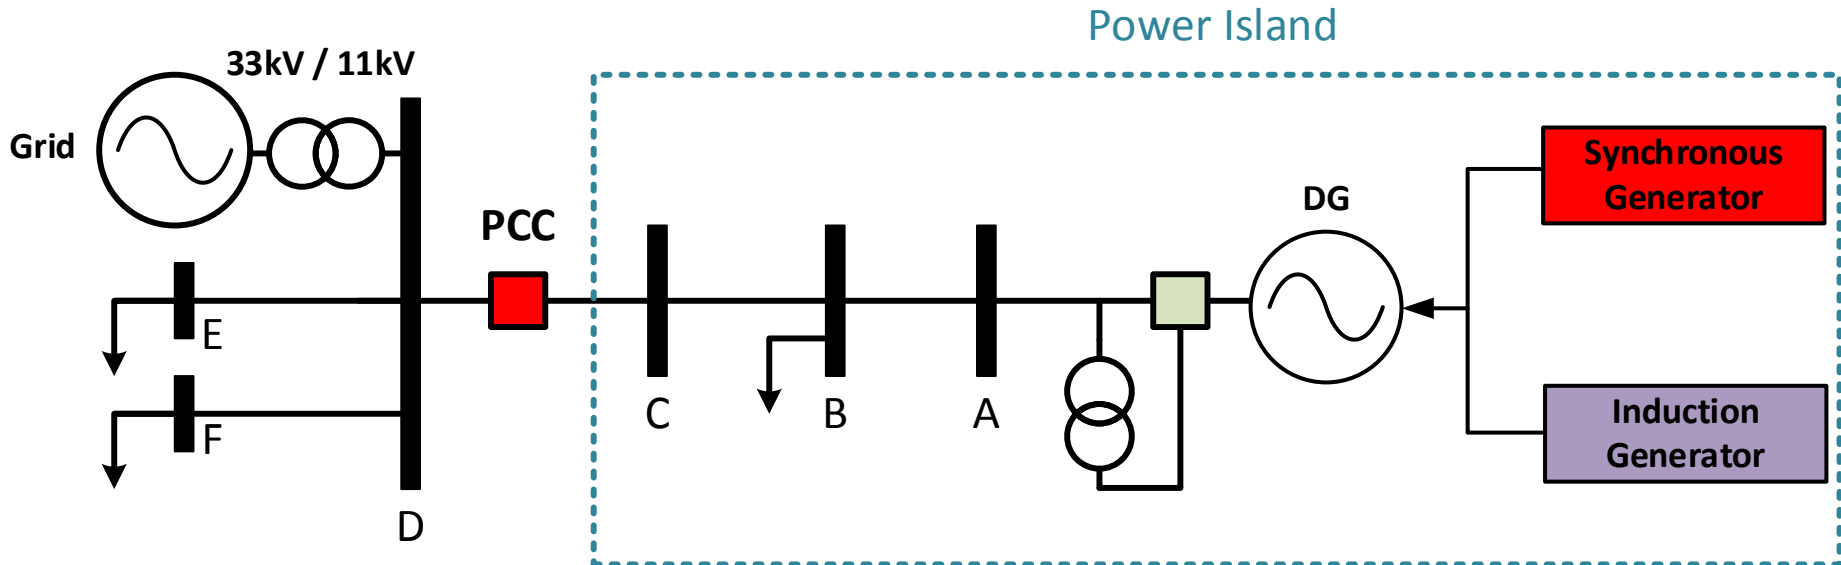 Power Island
33kV / 11kV
Grid
Synchronous
Generator
DG
PCC
E
C
B
A
F
Induction
Generator
D